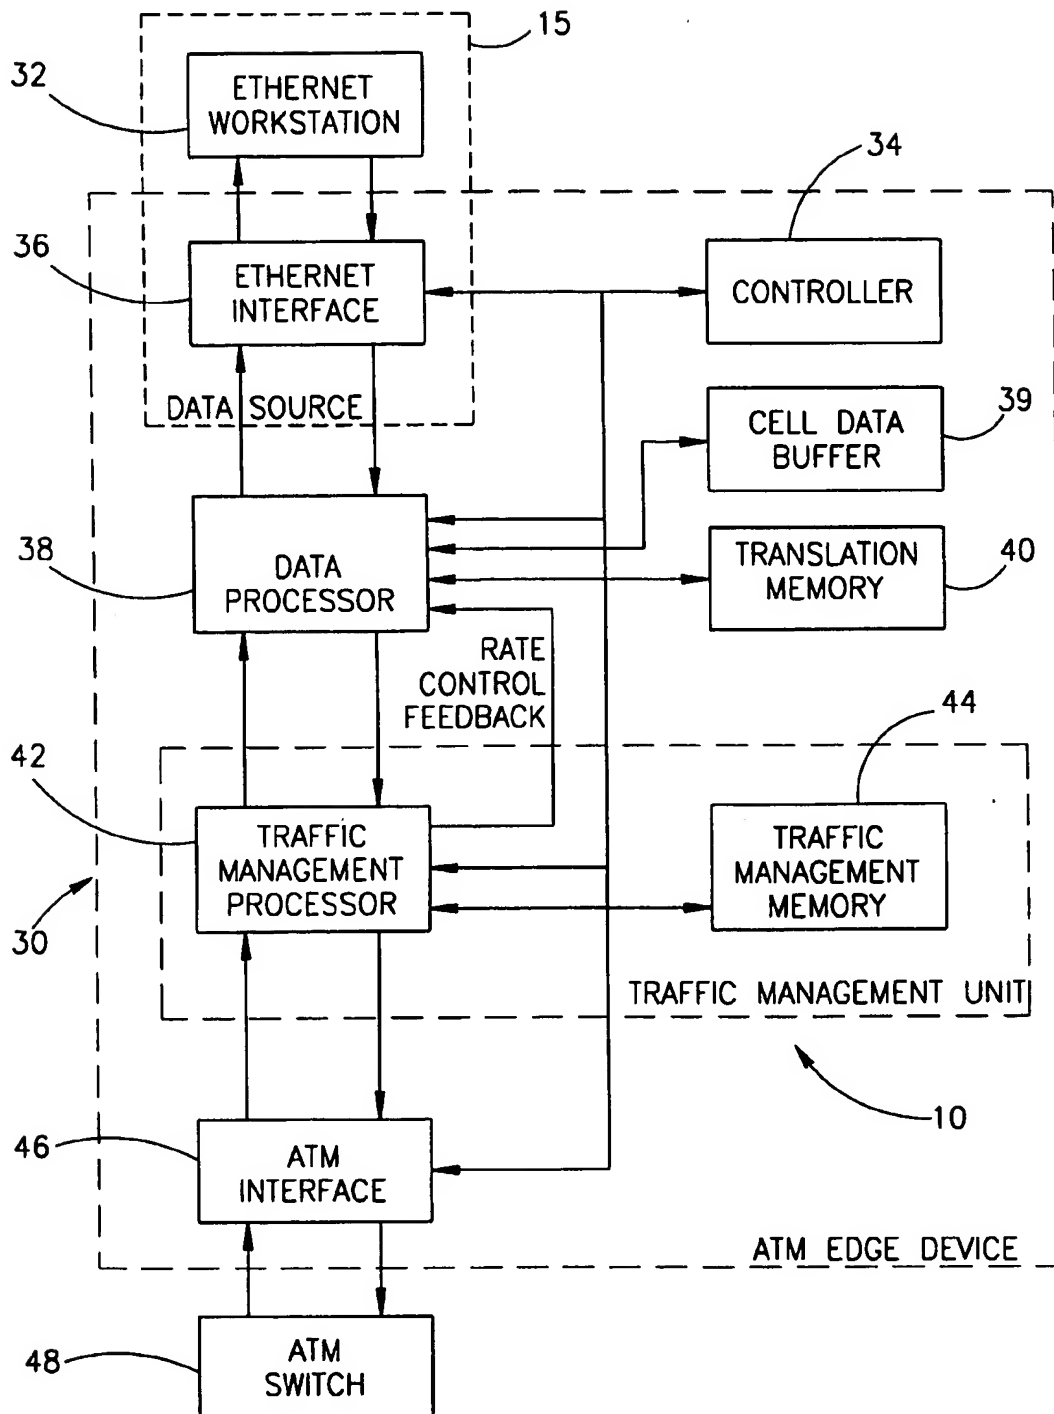 15
32
ETHERNET
WORKSTATION
34
36
ETHERNET
INTERFACE
CONTROLLER
DATA SOURCE
39
CELL DATA
BUFFER
38
DATA
PROCESSOR
TRANSLATION
MEMORY
40
RATE
CONTROL
FEEDBACK
44
42
TRAFFIC
MANAGEMENT
PROCESSOR
TRAFFIC
MANAGEMENT
MEMORY
30
TRAFFIC MANAGEMENT UNIT
10
46
ATM
INTERFACE
ATM EDGE DEVICE
48
ATM
SWITCH